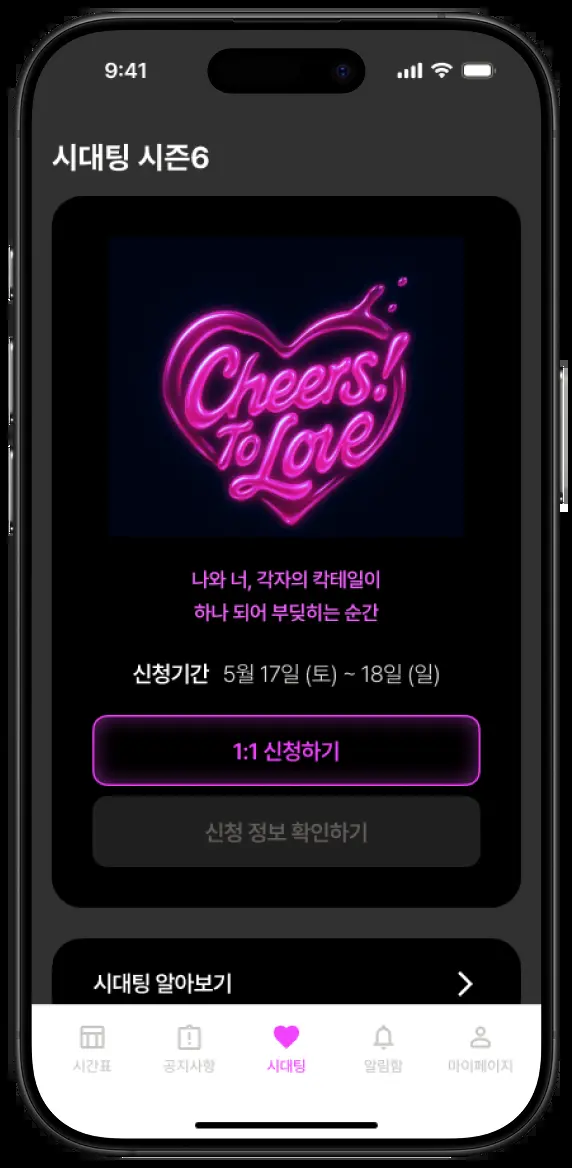 9:41
시대팅 시즌6
Cheers!
To Love
나와 너, 각자의 칵테일이
하나 되어 부딪히는 순간
신청기간 5월 17일 (토) ~ 18일 (일)
1:1 신청하기
신청 정보 확인하기
시대팅 알아보기
시간표 공지사항 시대팅 알림함 마이페이지